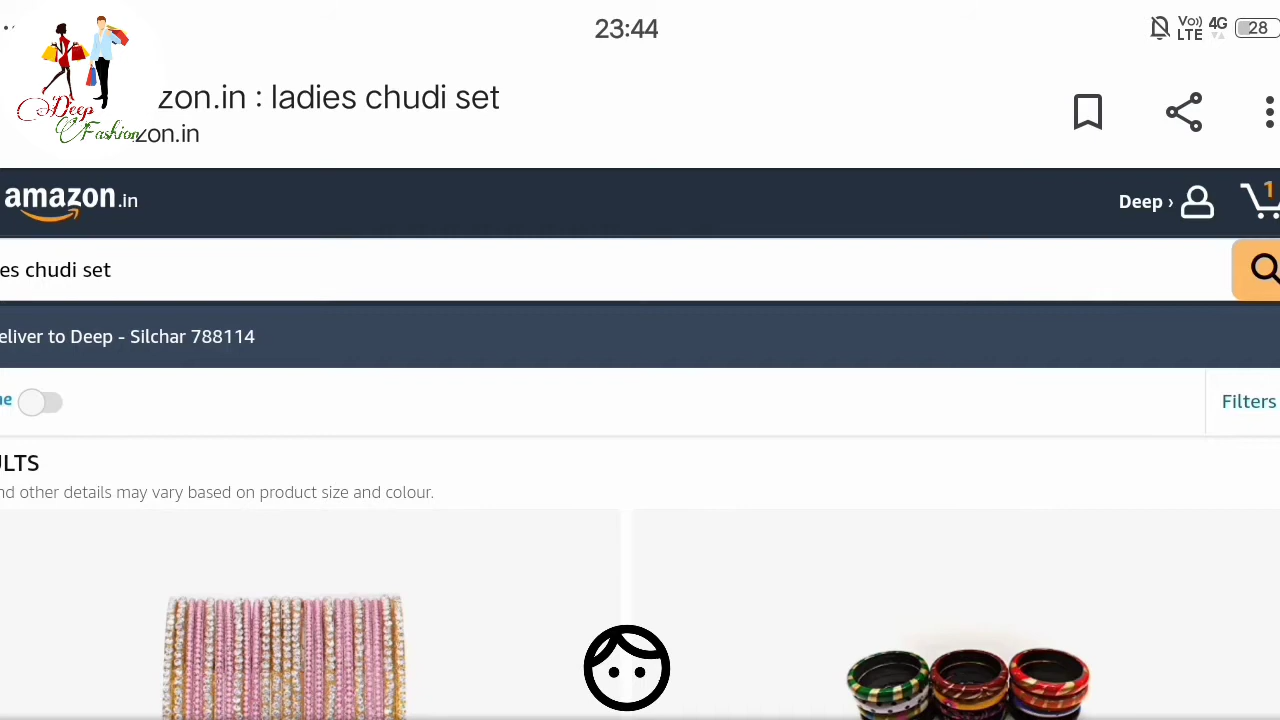 23:44
Vo)) 4G
LTE
28
Deep
Fashion
zon.in : ladies chudi set
zon.in
amazon.in
Deep ›
1
es chudi set
eliver to Deep - Silchar 788114
ne
Filters
ULTS
nd other details may vary based on product size and colour.